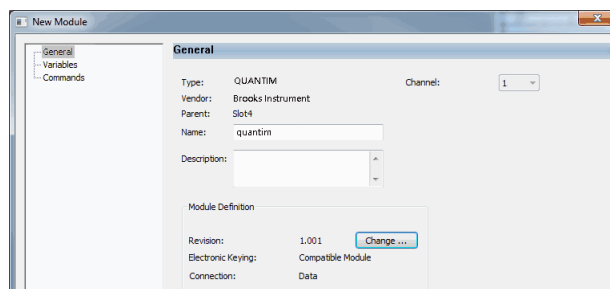 New Module
General
Variables
Commands
General
Type: QUANTIM Channel: 1
Vendor: Brooks Instrument
Parent: Slot4
Name: quantim
Description:
Module Definition
Revision: 1.001 Change ...
Electronic Keying: Compatible Module
Connection: Data